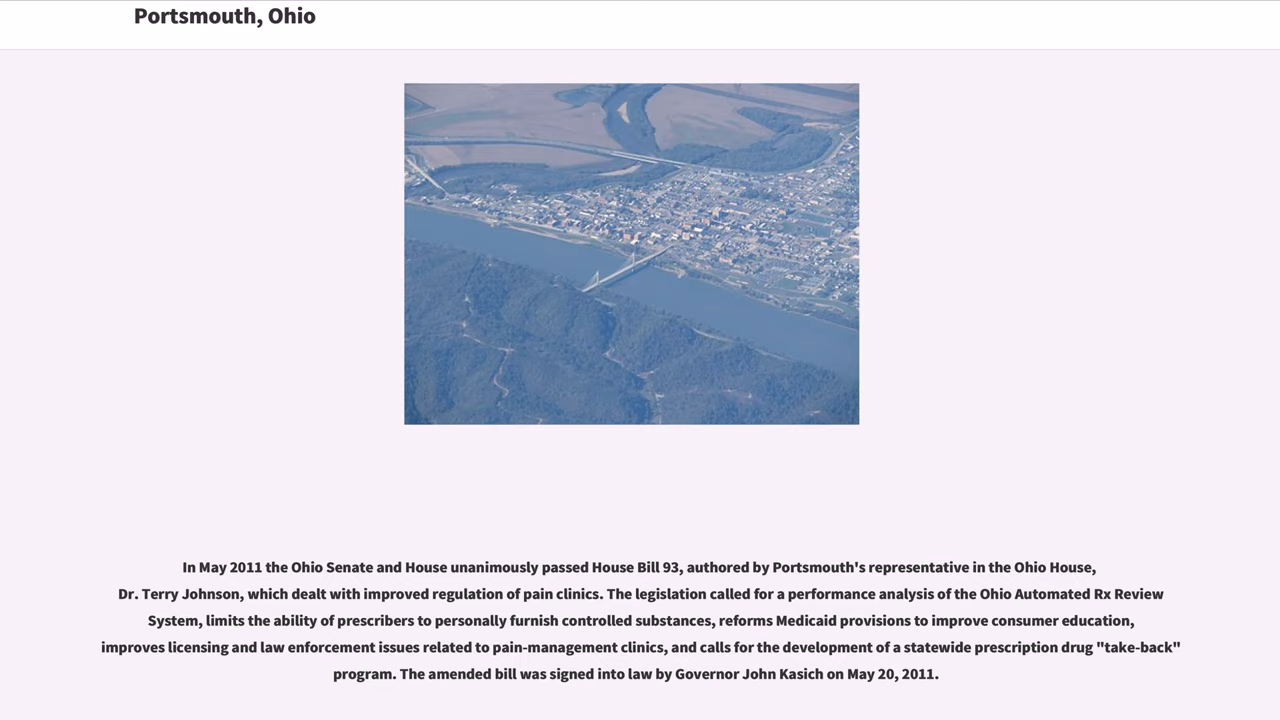 Portsmouth, Ohio
In May 2011 the Ohio Senate and House unanimously passed House Bill 93, authored by Portsmouth's representative in the Ohio House,
Dr. Terry Johnson, which dealt with improved regulation of pain clinics. The legislation called for a performance analysis of the Ohio Automated Rx Review
System, limits the ability of prescribers to personally furnish controlled substances, reforms Medicaid provisions to improve consumer education,
improves licensing and law enforcement issues related to pain-management clinics, and calls for the development of a statewide prescription drug "take-back"
program. The amended bill was signed into law by Governor John Kasich on May 20, 2011.